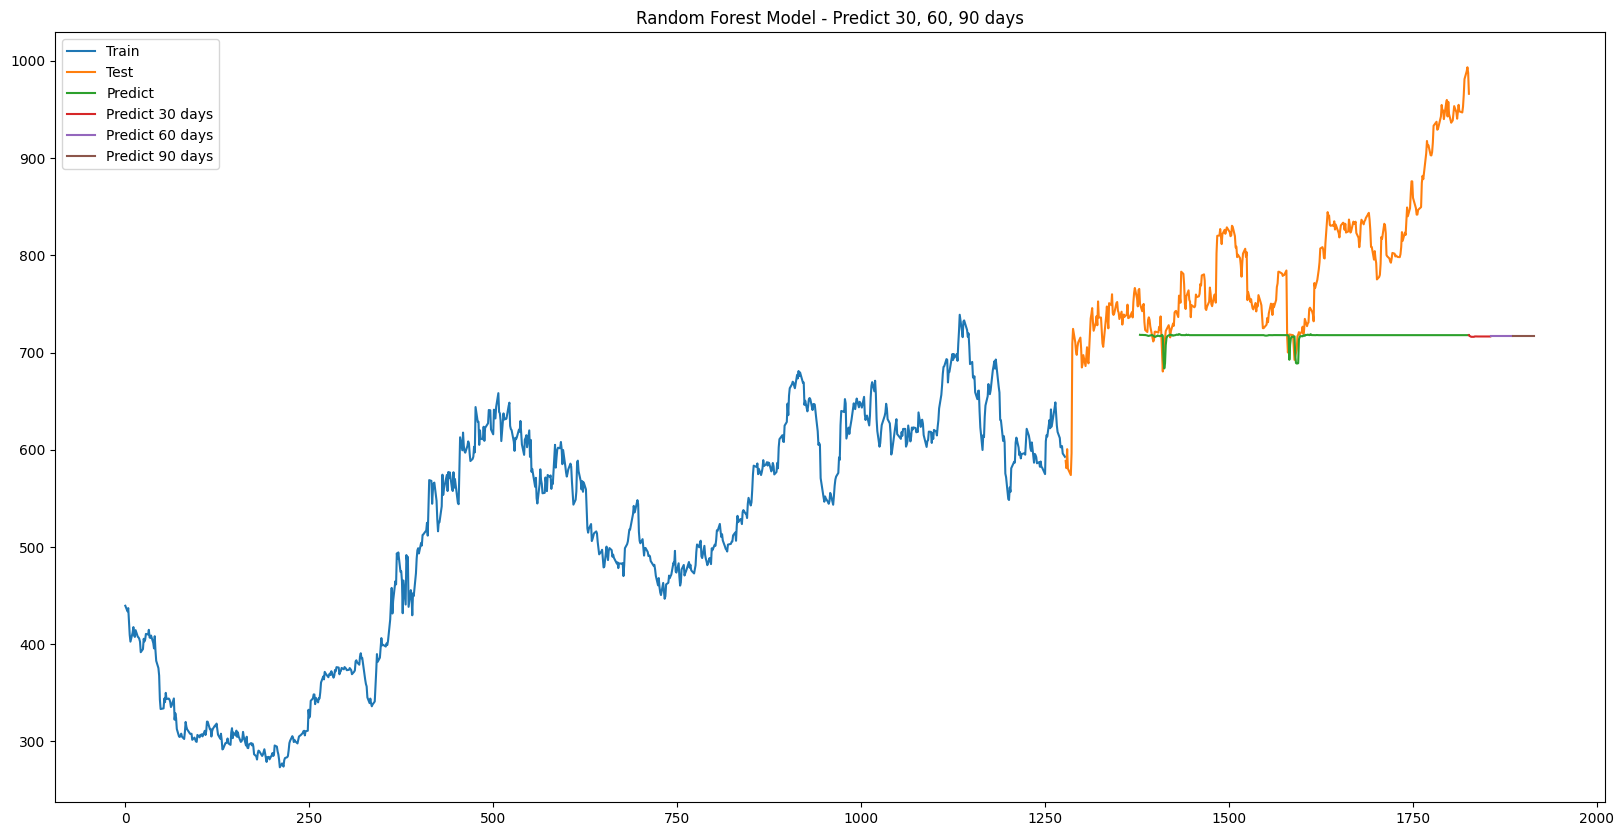 Random Forest Model - Predict 30, 60, 90 days
Train
Test
Predict
Predict 30 days
Predict 60 days
Predict 90 days
1000
900
800
700
600
500
400
300
0 250 500 750 1000 1250 1500 1750 2000